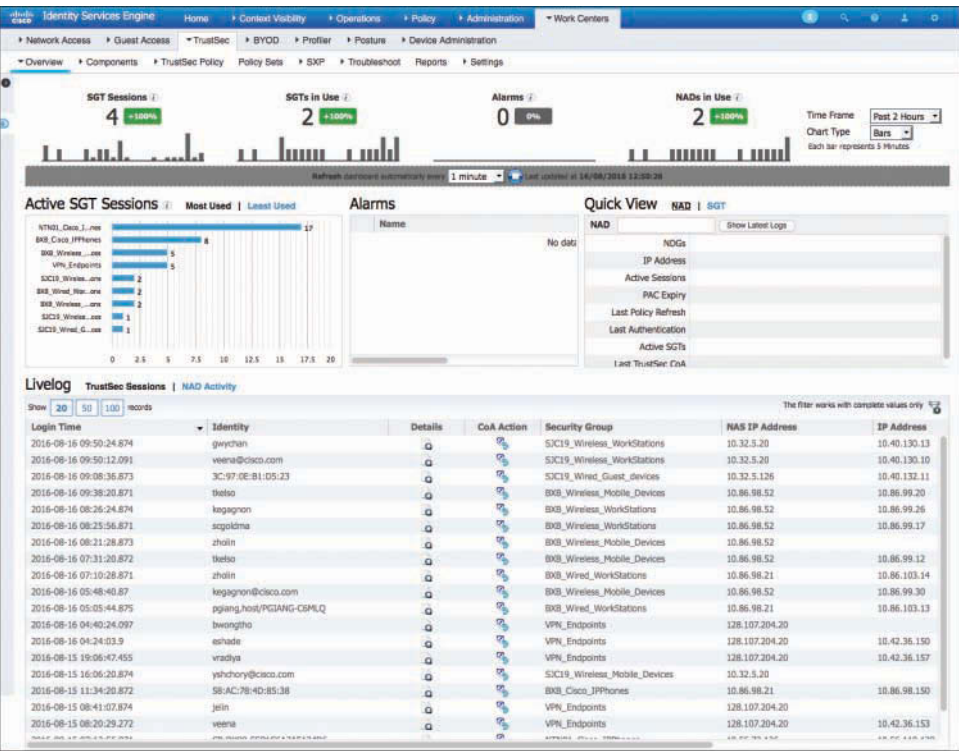 cisco Identity Services Engine Home Context Visibility Operations Policy Administration Work Centers
Network Access Guest Access TrustSec BYOD Profiler Posture Device Administration
Overview Components TrustSec Policy Policy Sets SXP Troubleshoot Reports Settings
SGT Sessions SGTs in Use Alarms NADs in Use
4 +100% 2 +100% 0 0% 2 +100%
Time Frame Past 2 Hours
Chart Type Bars
Each bar represents 5 Minutes
Refresh dashboard automatically every 1 minute Last updated at 16/08/2016 12:50:28
Active SGT Sessions Most Used | Least Used
NTN01_Cisco_I...nes 17
BXB_Cisco_IPPhones 8
BXB_Wireless_...ces 5
VPN_Endpoints 5
SJC19_Wireles...ons 2
BXB_Wired_Wor...ons 2
BXB_Wireless_...ons 2
SJC19_Wireles...ces 1
SJC19_Wired_G...ces 1
0 2.5 5 7.5 10 12.5 15 17.5 20
Alarms
Name
No data
Quick View NAD | SGT
NAD Show Latest Logs
NDGs
IP Address
Active Sessions
PAC Expiry
Last Policy Refresh
Last Authentication
Active SGTs
Last TrustSec CoA
Livelog TrustSec Sessions | NAD Activity
Show 20 50 100 records The filter works with complete values only
Login Time Identity Details CoA Action Security Group NAS IP Address IP Address
2016-08-16 09:50:24.874 gwychan SJC19_Wireless_WorkStations 10.32.5.20 10.40.130.13
2016-08-16 09:50:12.091 veena@cisco.com SJC19_Wireless_WorkStations 10.32.5.20 10.40.130.10
2016-08-16 09:08:36.873 3C:97:0E:B1:D5:23 SJC19_Wired_Guest_devices 10.32.5.126 10.40.132.11
2016-08-16 09:38:20.871 tkelso BXB_Wireless_Mobile_Devices 10.86.98.52 10.86.99.20
2016-08-16 08:26:24.874 kegagnon BXB_Wireless_WorkStations 10.86.98.52 10.86.99.26
2016-08-16 08:25:56.871 scgoldma BXB_Wireless_WorkStations 10.86.98.52 10.86.99.17
2016-08-16 08:21:28.873 zholin BXB_Wireless_Mobile_Devices 10.86.98.52
2016-08-16 07:31:20.872 tkelso BXB_Wireless_Mobile_Devices 10.86.98.52 10.86.99.12
2016-08-16 07:10:28.871 zholin BXB_Wired_WorkStations 10.86.98.21 10.86.103.14
2016-08-16 05:48:40.87 kegagnon@cisco.com BXB_Wireless_Mobile_Devices 10.86.98.52 10.86.99.30
2016-08-16 05:05:44.875 pgiang,host/PGIANG-C6MLQ BXB_Wired_WorkStations 10.86.98.21 10.86.103.13
2016-08-16 04:40:24.097 bwongtho VPN_Endpoints 128.107.204.20
2016-08-16 04:24:03.9 eshade VPN_Endpoints 128.107.204.20 10.42.36.150
2016-08-15 19:06:47.455 vradiya VPN_Endpoints 128.107.204.20 10.42.36.157
2016-08-15 16:06:20.874 yshchory@cisco.com SJC19_Wireless_Mobile_Devices 10.32.5.20
2016-08-15 11:34:20.872 58:AC:78:4D:85:38 BXB_Cisco_IPPhones 10.86.98.21 10.86.98.150
2016-08-15 08:41:07.874 jelin VPN_Endpoints 128.107.204.20
2016-08-15 08:20:29.272 veena VPN_Endpoints 128.107.204.20 10.42.36.153